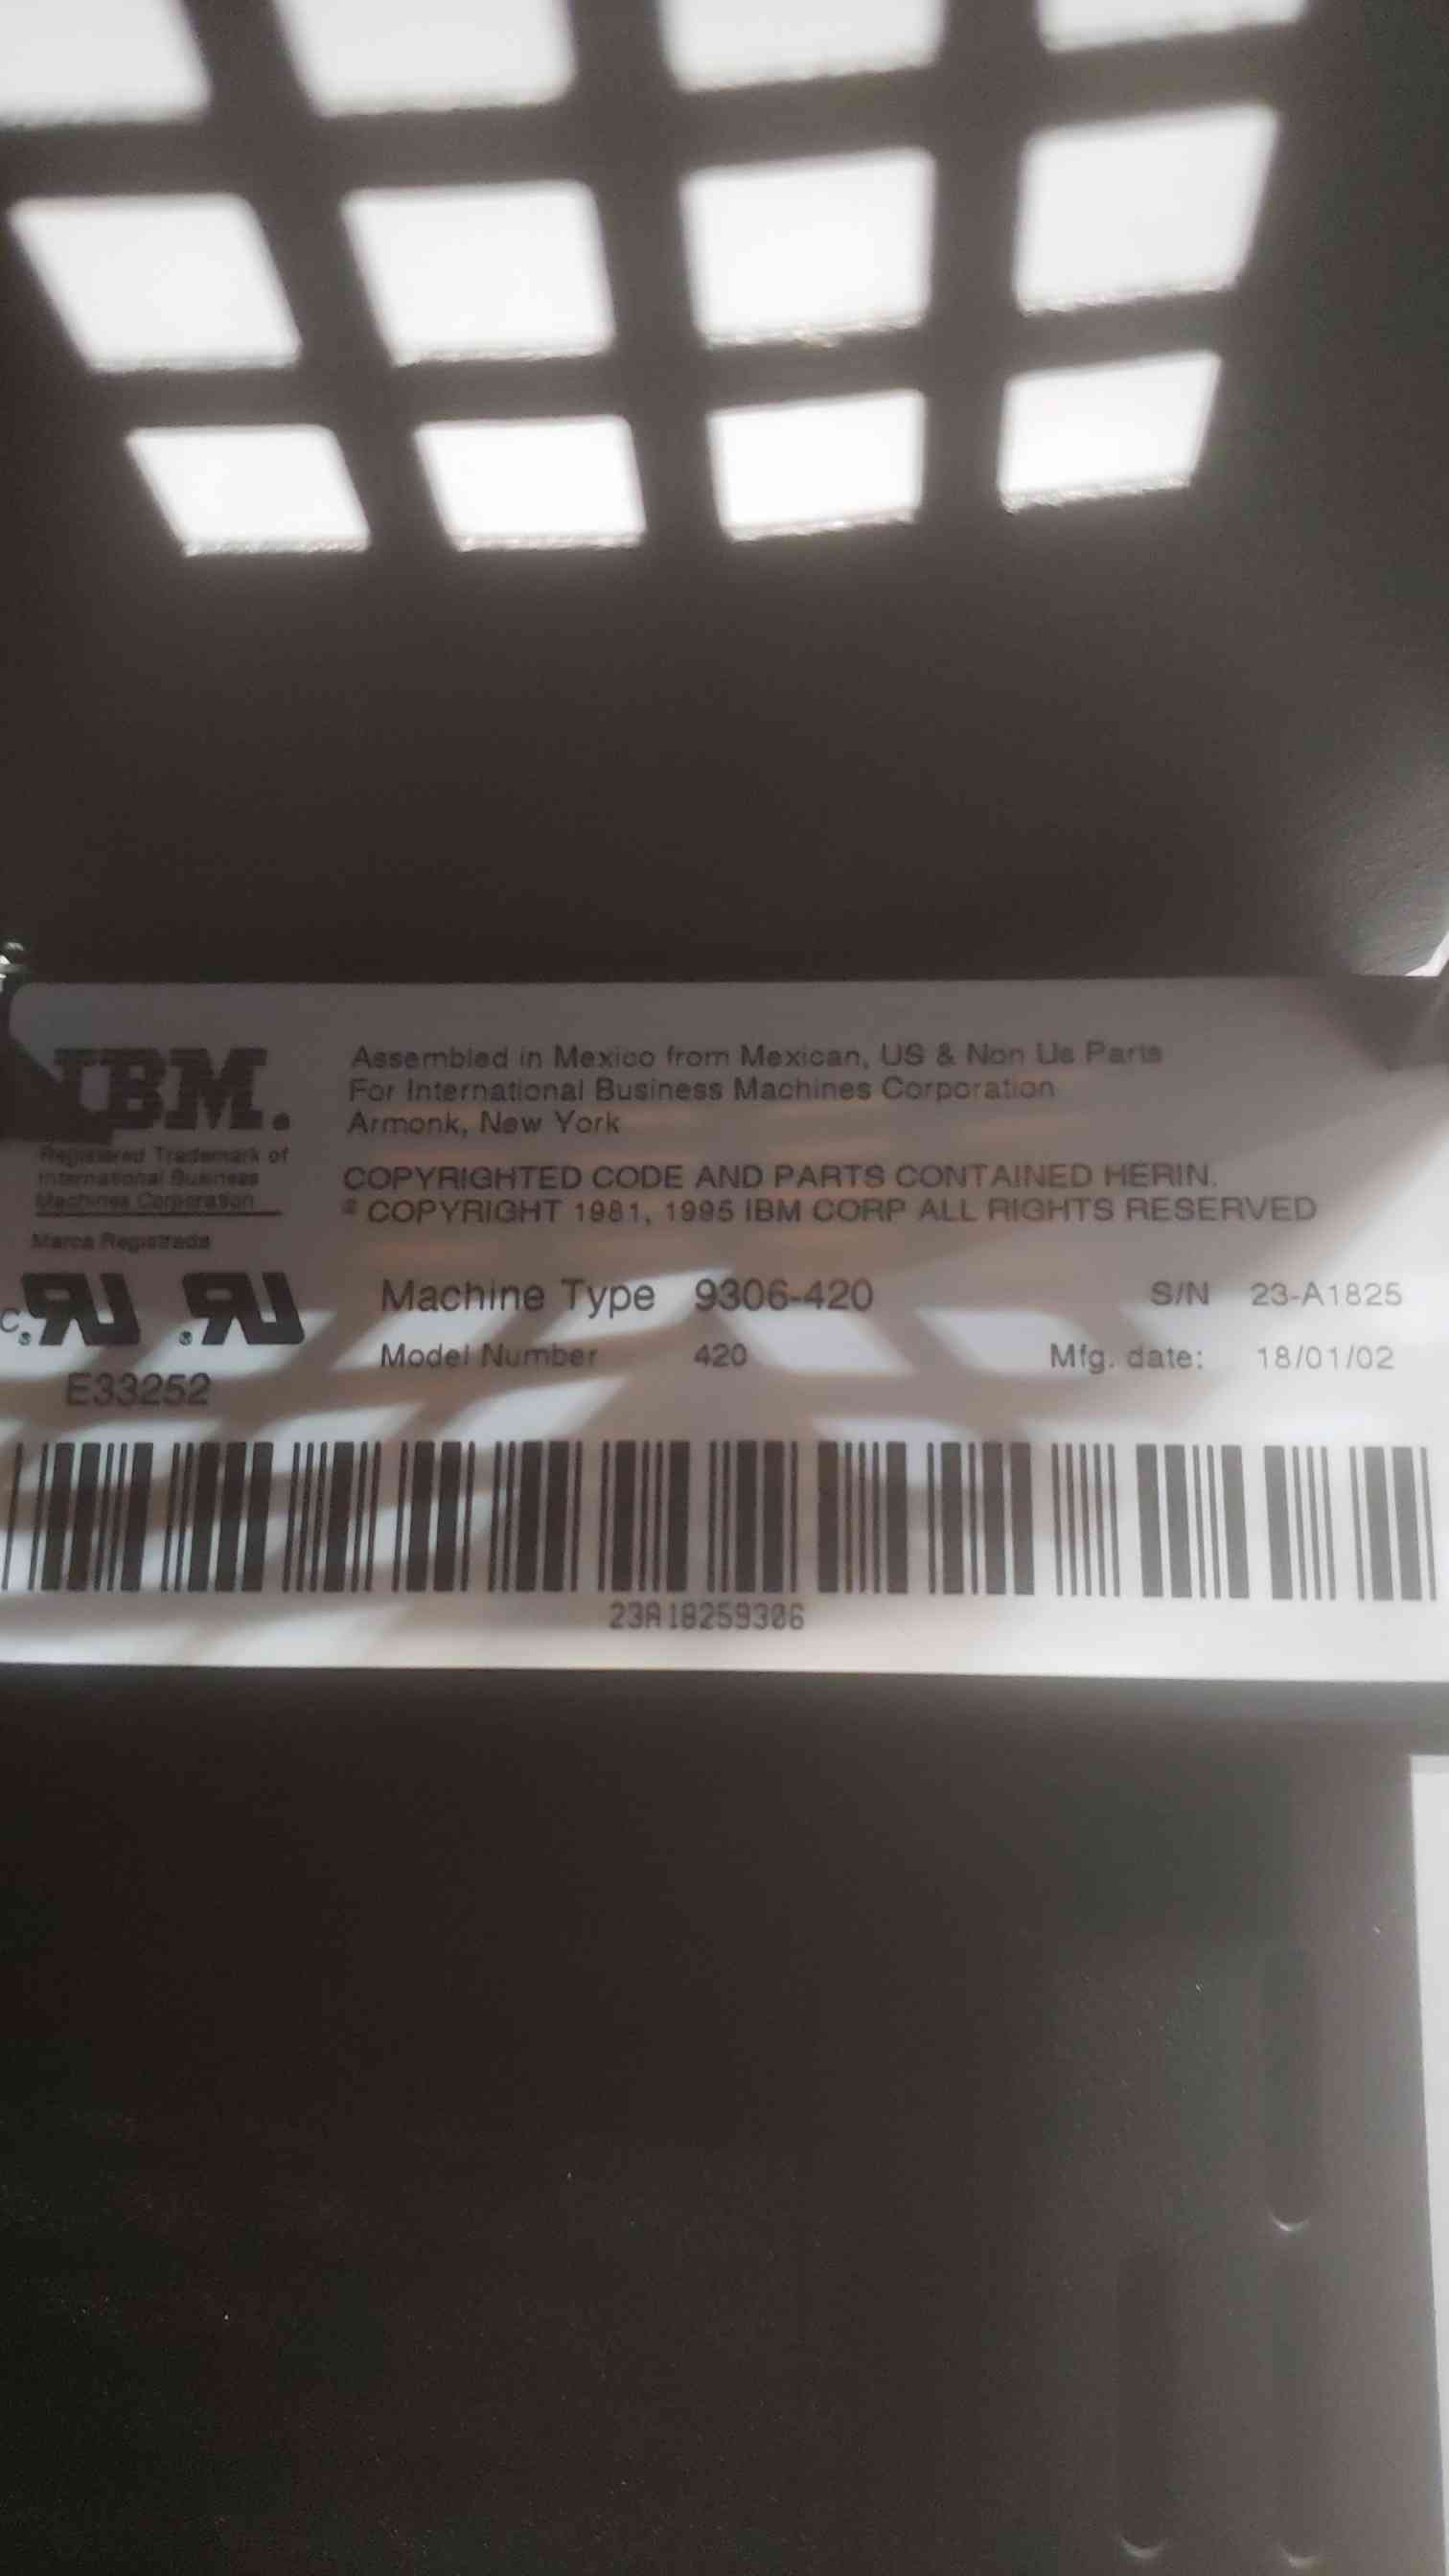 IBM.
Registered Trademark of
International Business
Machines Corporation
Marca Registrada
Assembled in Mexico from Mexican, US & Non Us Parts
For International Business Machines Corporation
Armonk, New York
COPYRIGHTED CODE AND PARTS CONTAINED HERIN.
© COPYRIGHT 1981, 1995 IBM CORP ALL RIGHTS RESERVED
Machine Type 9306-420 S/N 23-A1825
Model Number 420 Mfg. date: 18/01/02
E33252
23A18259306